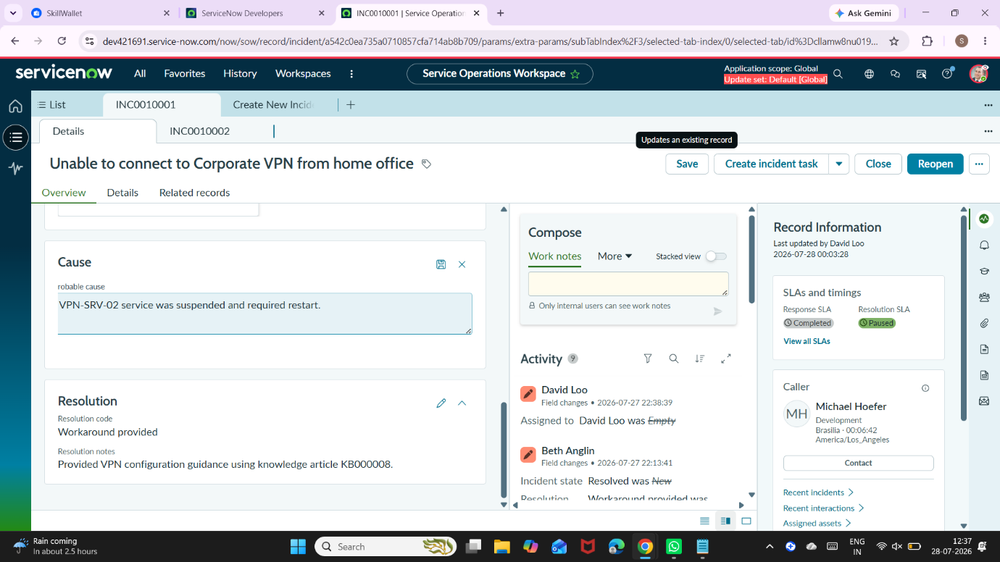 SkillWallet
ServiceNow Developers
INC0010001 | Service Operation
Ask Gemini
dev421691.service-now.com/now/sow/record/incident/a542c0ea735a0710857cfa714ab8b709/params/extra-params/subTabIndex%2F3/selected-tab-index/0/selected-tab/id%3Dcllamw8nu019...
S
servicenow
All
Favorites
History
Workspaces
Service Operations Workspace
Application scope: Global
Update set: Default [Global]
List
INC0010001
Create New Incid
Details
INC0010002
Updates an existing record
Unable to connect to Corporate VPN from home office
Save
Create incident task
Close
Reopen
Overview
Details
Related records
Cause
robable cause
VPN-SRV-02 service was suspended and required restart.
Resolution
Resolution code
Workaround provided
Resolution notes
Provided VPN configuration guidance using knowledge article KB000008.
Compose
Work notes
More
Stacked view
Only internal users can see work notes
Activity 9
David Loo
Field changes • 2026-07-27 22:38:39
Assigned to David Loo was Empty
Beth Anglin
Field changes • 2026-07-27 22:13:41
Incident state Resolved was New
Resolution Workaround provided was
Record Information
Last updated by David Loo
2026-07-28 00:03:28
SLAs and timings
Response SLA
Resolution SLA
Completed
Paused
View all SLAs
Caller
MH
Michael Hoefer
Development
Brasilia · 00:06:42
America/Los_Angeles
Contact
Recent incidents
Recent interactions
Assigned assets
Rain coming
In about 2.5 hours
Search
ENG
IN
12:37
28-07-2026